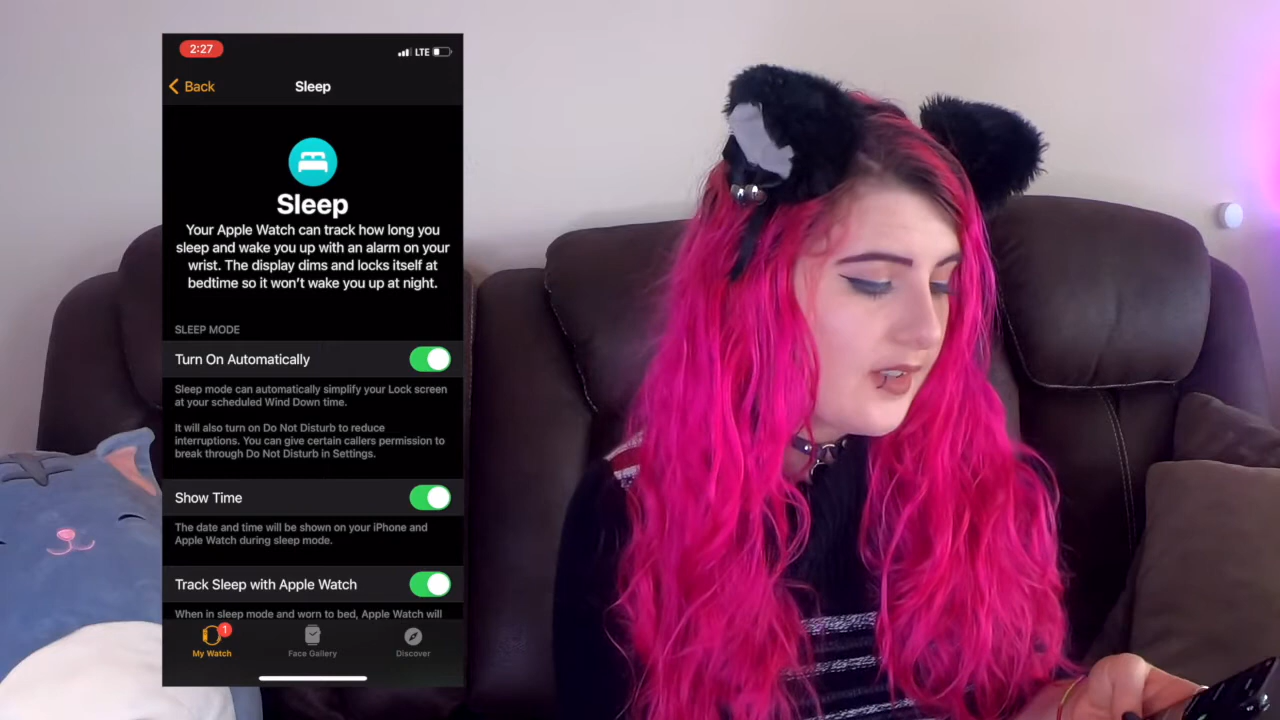 2:27
LTE
Back
Sleep
Sleep
Your Apple Watch can track how long you
sleep and wake you up with an alarm on your
wrist. The display dims and locks itself at
bedtime so it won't wake you up at night.
SLEEP MODE
Turn On Automatically
Sleep mode can automatically simplify your Lock screen
at your scheduled Wind Down time.
It will also turn on Do Not Disturb to reduce
interruptions. You can give certain callers permission to
break through Do Not Disturb in Settings.
Show Time
The date and time will be shown on your iPhone and
Apple Watch during sleep mode.
Track Sleep with Apple Watch
When in sleep mode and worn to bed, Apple Watch will
1
My Watch
Face Gallery
Discover